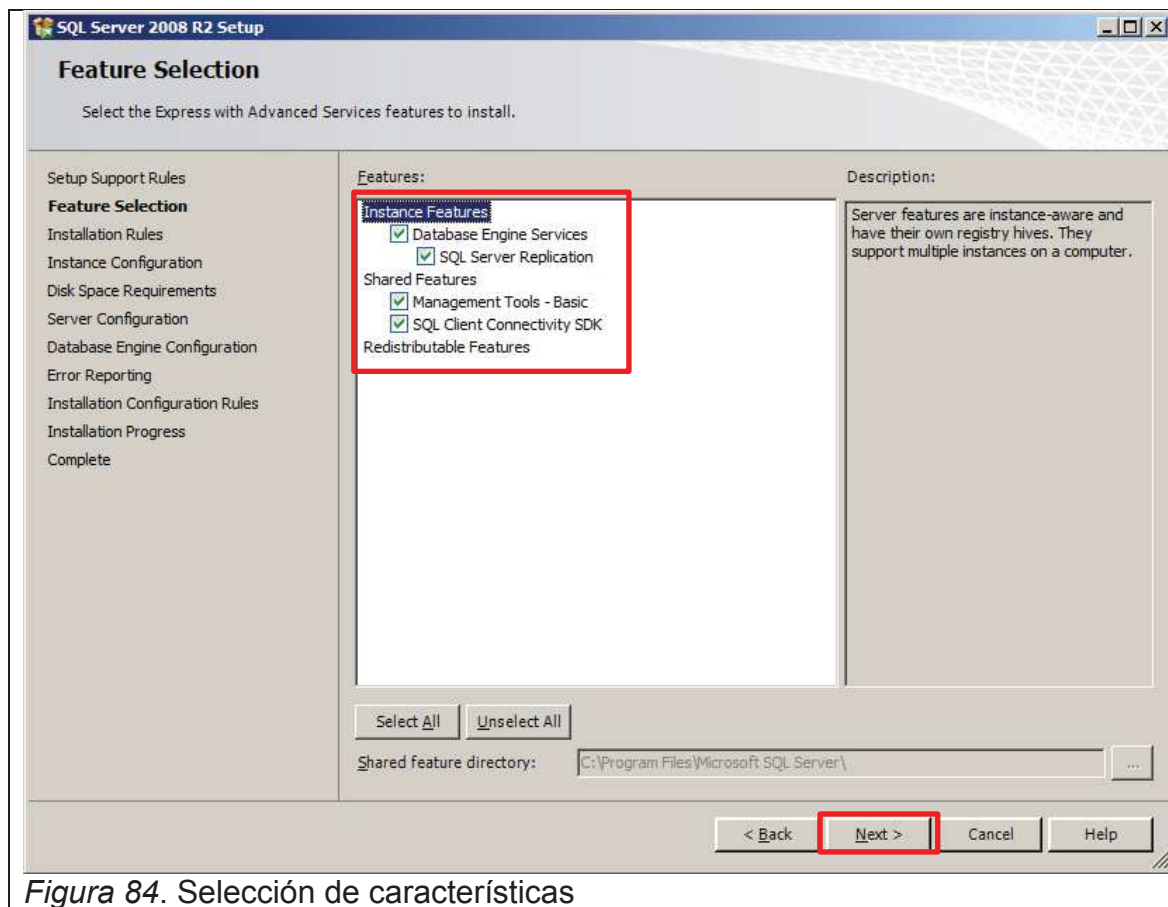 SQL Server 2008 R2 Setup
Feature Selection
Select the Express with Advanced Services features to install.
Setup Support Rules
Feature Selection
Installation Rules
Instance Configuration
Disk Space Requirements
Server Configuration
Database Engine Configuration
Error Reporting
Installation Configuration Rules
Installation Progress
Complete
Features:
Instance Features
Database Engine Services
SQL Server Replication
Shared Features
Management Tools - Basic
SQL Client Connectivity SDK
Redistributable Features
Description:
Server features are instance-aware and
have their own registry hives. They
support multiple instances on a computer.
Select All
Unselect All
Shared feature directory:
C:\Program Files\Microsoft SQL Server\
...
< Back
Next >
Cancel
Help
Figura 84. Selección de características